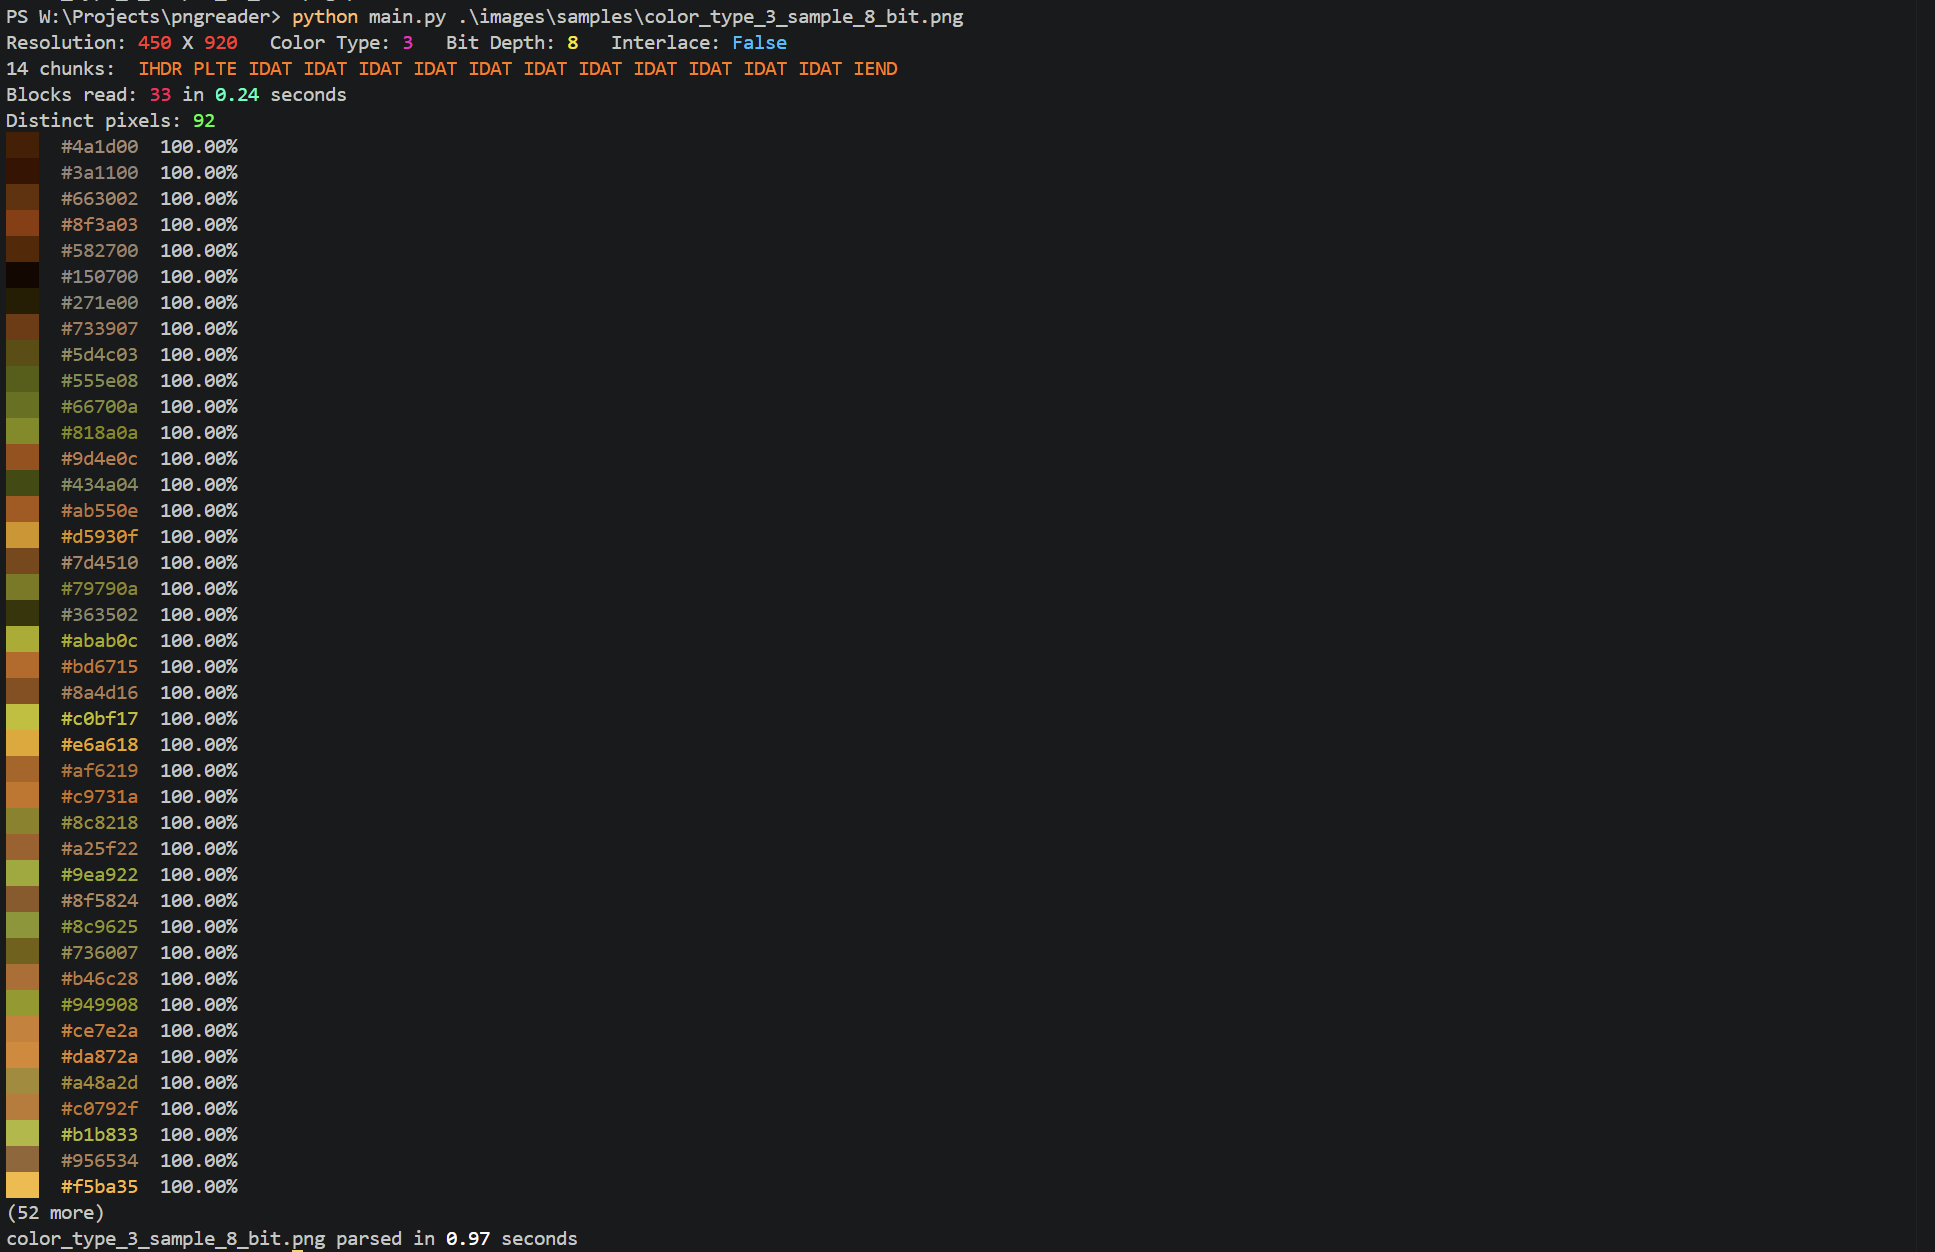 PS W:\Projects\pngreader> python main.py .\images\samples\color_type_3_sample_8_bit.png
Resolution: 450 X 920   Color Type: 3   Bit Depth: 8   Interlace: False
14 chunks:  IHDR PLTE IDAT IDAT IDAT IDAT IDAT IDAT IDAT IDAT IDAT IDAT IDAT IEND
Blocks read: 33 in 0.24 seconds
Distinct pixels: 92
#4a1d00  100.00%
#3a1100  100.00%
#663002  100.00%
#8f3a03  100.00%
#582700  100.00%
#150700  100.00%
#271e00  100.00%
#733907  100.00%
#5d4c03  100.00%
#555e08  100.00%
#66700a  100.00%
#818a0a  100.00%
#9d4e0c  100.00%
#434a04  100.00%
#ab550e  100.00%
#d5930f  100.00%
#7d4510  100.00%
#79790a  100.00%
#363502  100.00%
#abab0c  100.00%
#bd6715  100.00%
#8a4d16  100.00%
#c0bf17  100.00%
#e6a618  100.00%
#af6219  100.00%
#c9731a  100.00%
#8c8218  100.00%
#a25f22  100.00%
#9ea922  100.00%
#8f5824  100.00%
#8c9625  100.00%
#736007  100.00%
#b46c28  100.00%
#949908  100.00%
#ce7e2a  100.00%
#da872a  100.00%
#a48a2d  100.00%
#c0792f  100.00%
#b1b833  100.00%
#956534  100.00%
#f5ba35  100.00%
(52 more)
color_type_3_sample_8_bit.png parsed in 0.97 seconds